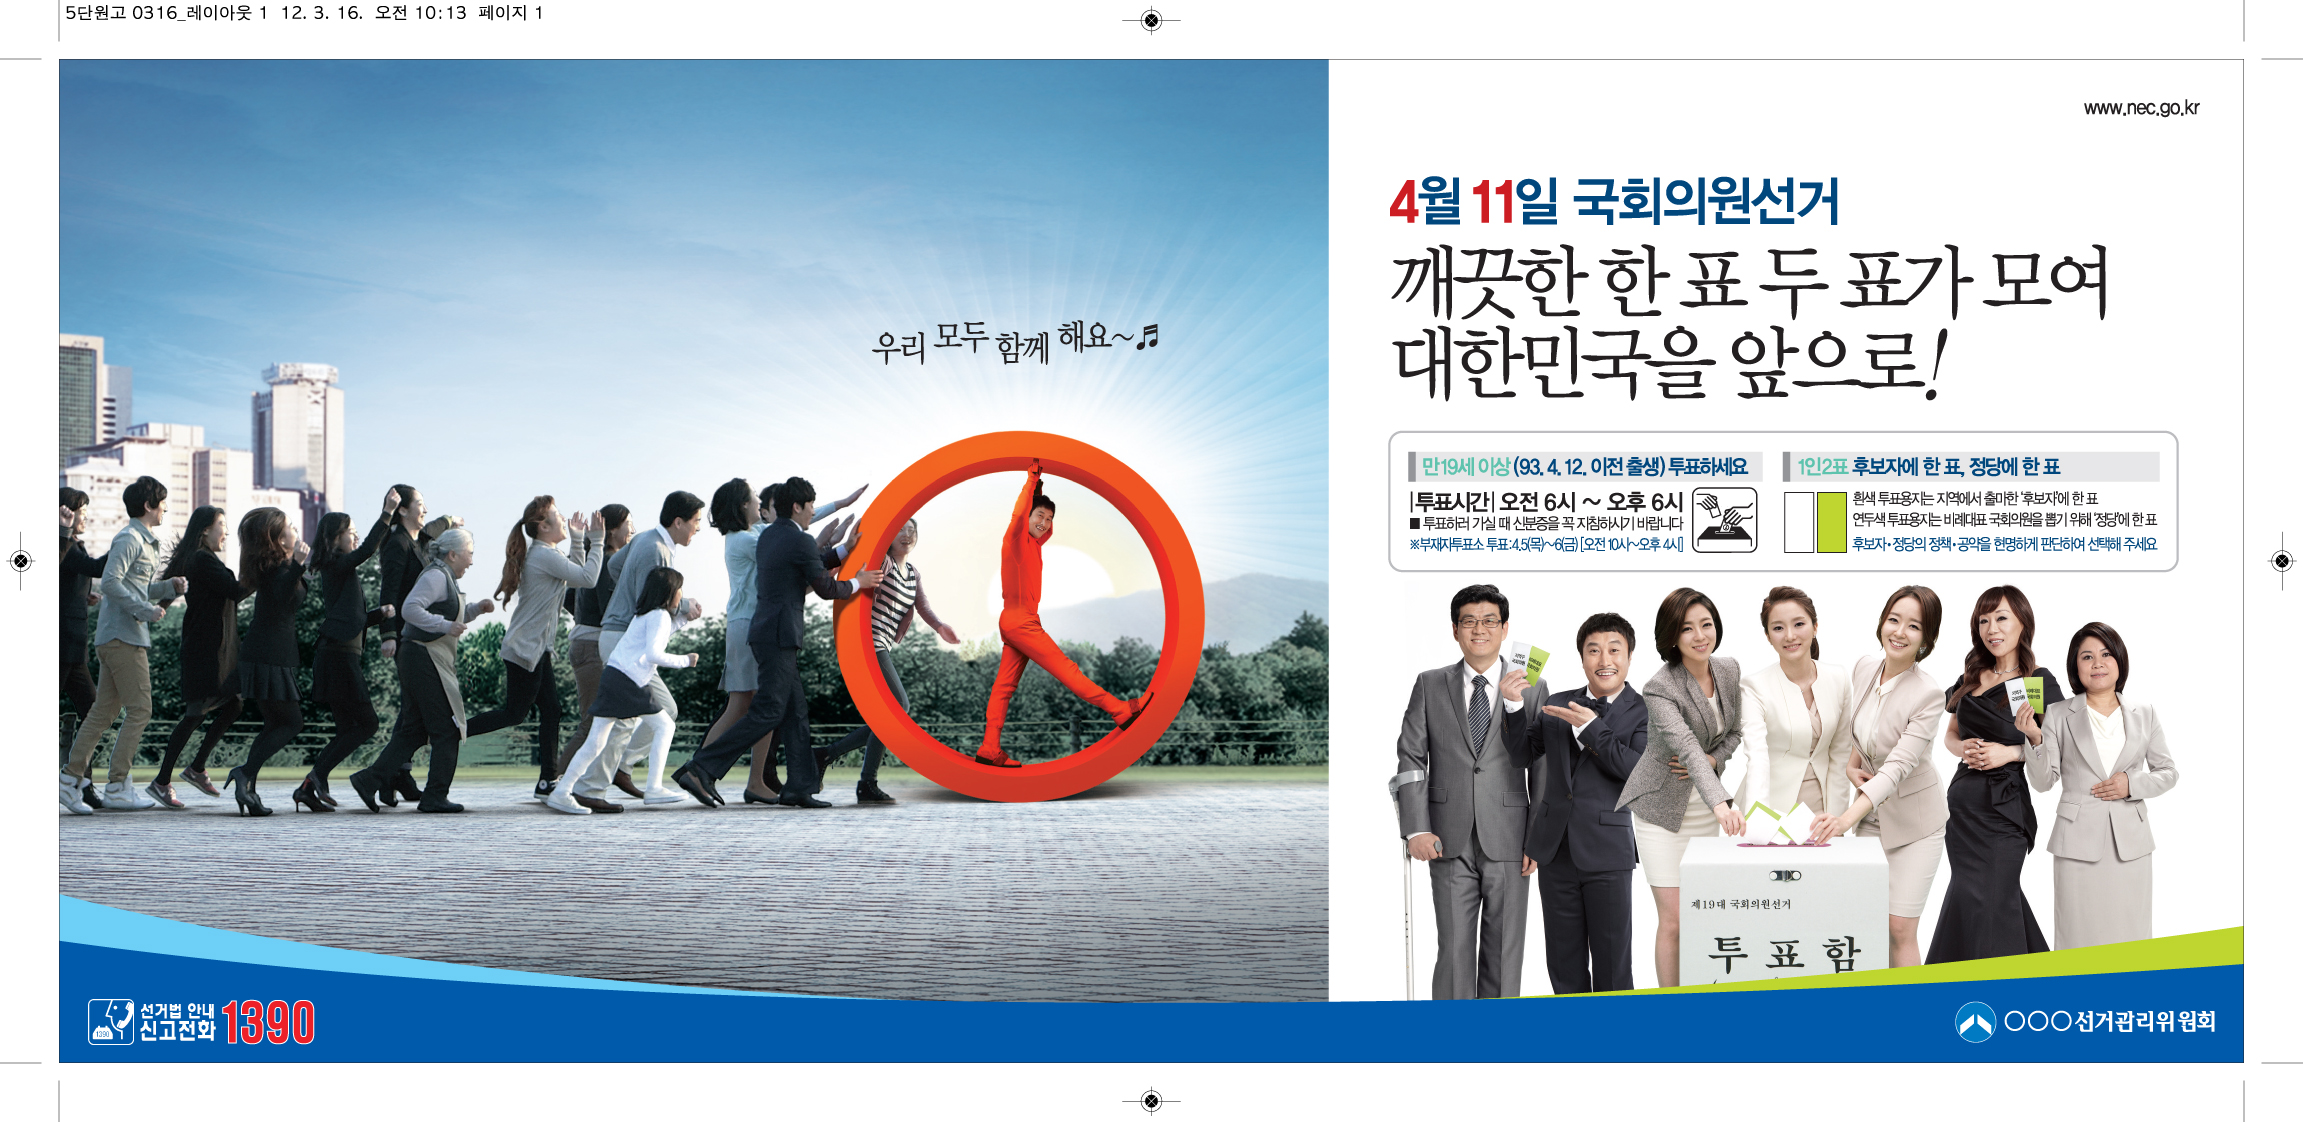 5단원고 0316_레이아웃 1 12. 3. 16. 오전 10:13 페이지 1
www.nec.go.kr
4월 11일 국회의원선거
깨끗한 한 표 두 표가 모여
대한민국을 앞으로!
우리 모두 함께 해요~♬
만19세 이상 (93. 4. 12. 이전 출생) 투표하세요
|투표시간| 오전 6시 ~ 오후 6시
■ 투표하러 가실 때 신분증을 꼭 지참하시기 바랍니다
※부재자투표소 투표:4.5(목)~6(금) [오전 10시~오후 4시]
1인2표 후보자에 한 표, 정당에 한 표
흰색 투표용지는 지역에서 출마한 '후보자'에 한 표
연두색 투표용지는 비례대표 국회의원을 뽑기 위해 '정당'에 한 표
후보자·정당의 정책·공약을 현명하게 판단하여 선택해 주세요
제19대 국회의원선거
투 표 함
1390
선거법 안내
신고전화 1390
○○○선거관리위원회